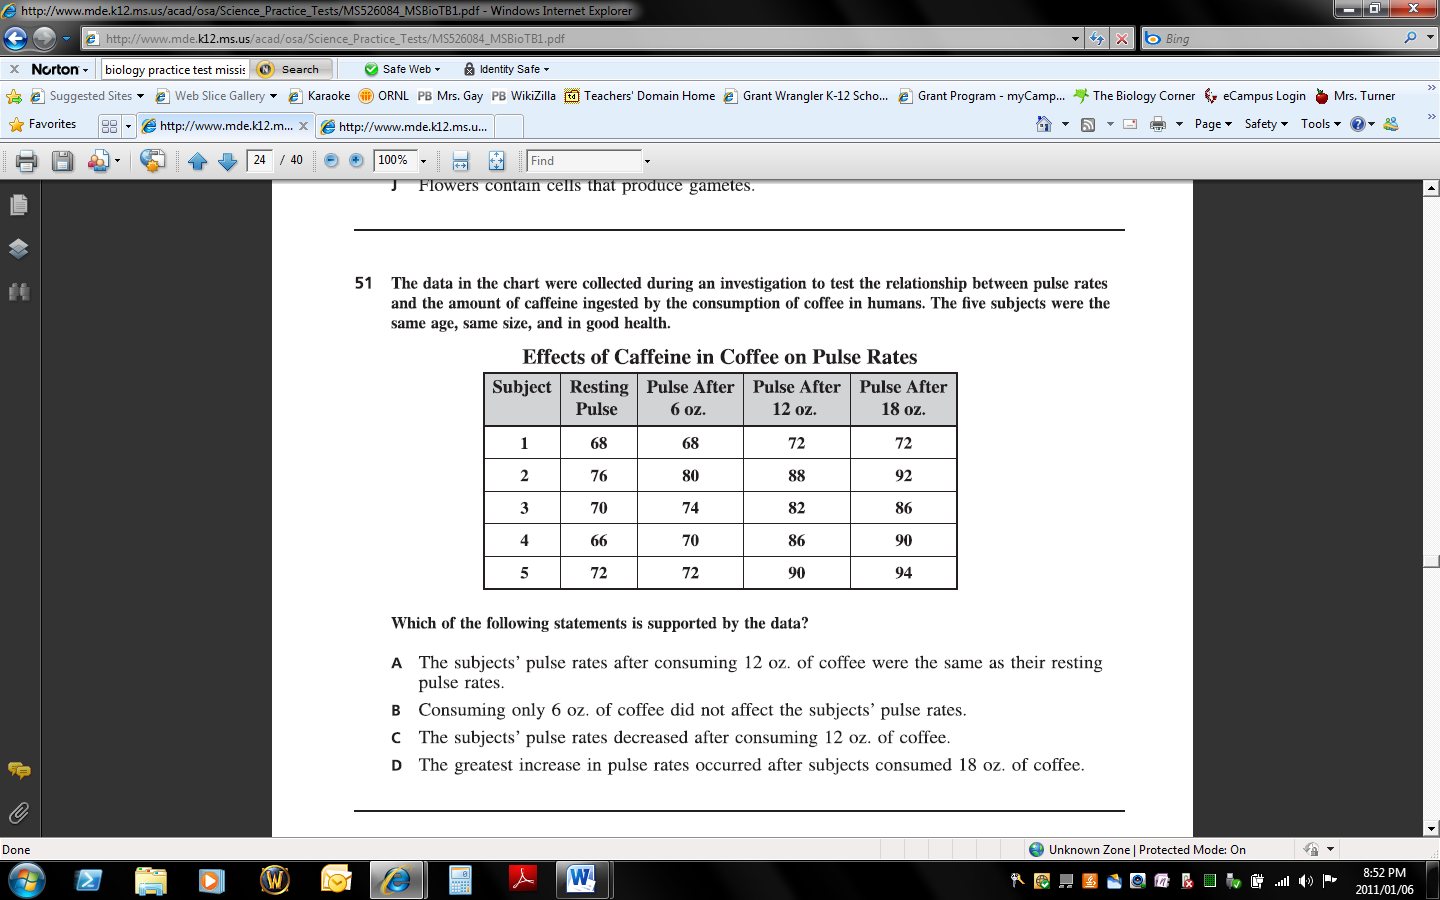 http://www.mde.k12.ms.us/acad/osa/Science_Practice_Tests/MS526084_MSBioTB1.pdf - Windows Internet Explorer
http://www.mde.k12.ms.us/acad/osa/Science_Practice_Tests/MS526084_MSBioTB1.pdf
Bing
x Norton biology practice test missis Search Safe Web Identity Safe
Suggested Sites Web Slice Gallery Karaoke ORNL PB Mrs. Gay PB WikiZilla td Teachers' Domain Home Grant Wrangler K-12 Scho... Grant Program - myCamp... The Biology Corner eCampus Login Mrs. Turner
Favorites http://www.mde.k12.m... x http://www.mde.k12.ms.u... Page Safety Tools
24 / 40 100% Find
J Flowers contain cells that produce gametes.
51 The data in the chart were collected during an investigation to test the relationship between pulse rates
and the amount of caffeine ingested by the consumption of coffee in humans. The five subjects were the
same age, same size, and in good health.
Effects of Caffeine in Coffee on Pulse Rates
Subject Resting Pulse After Pulse After Pulse After
Pulse 6 oz. 12 oz. 18 oz.
1 68 68 72 72
2 76 80 88 92
3 70 74 82 86
4 66 70 86 90
5 72 72 90 94
Which of the following statements is supported by the data?
A The subjects' pulse rates after consuming 12 oz. of coffee were the same as their resting
pulse rates.
B Consuming only 6 oz. of coffee did not affect the subjects' pulse rates.
C The subjects' pulse rates decreased after consuming 12 oz. of coffee.
D The greatest increase in pulse rates occurred after subjects consumed 18 oz. of coffee.
Done
Unknown Zone | Protected Mode: On
8:52 PM
2011/01/06